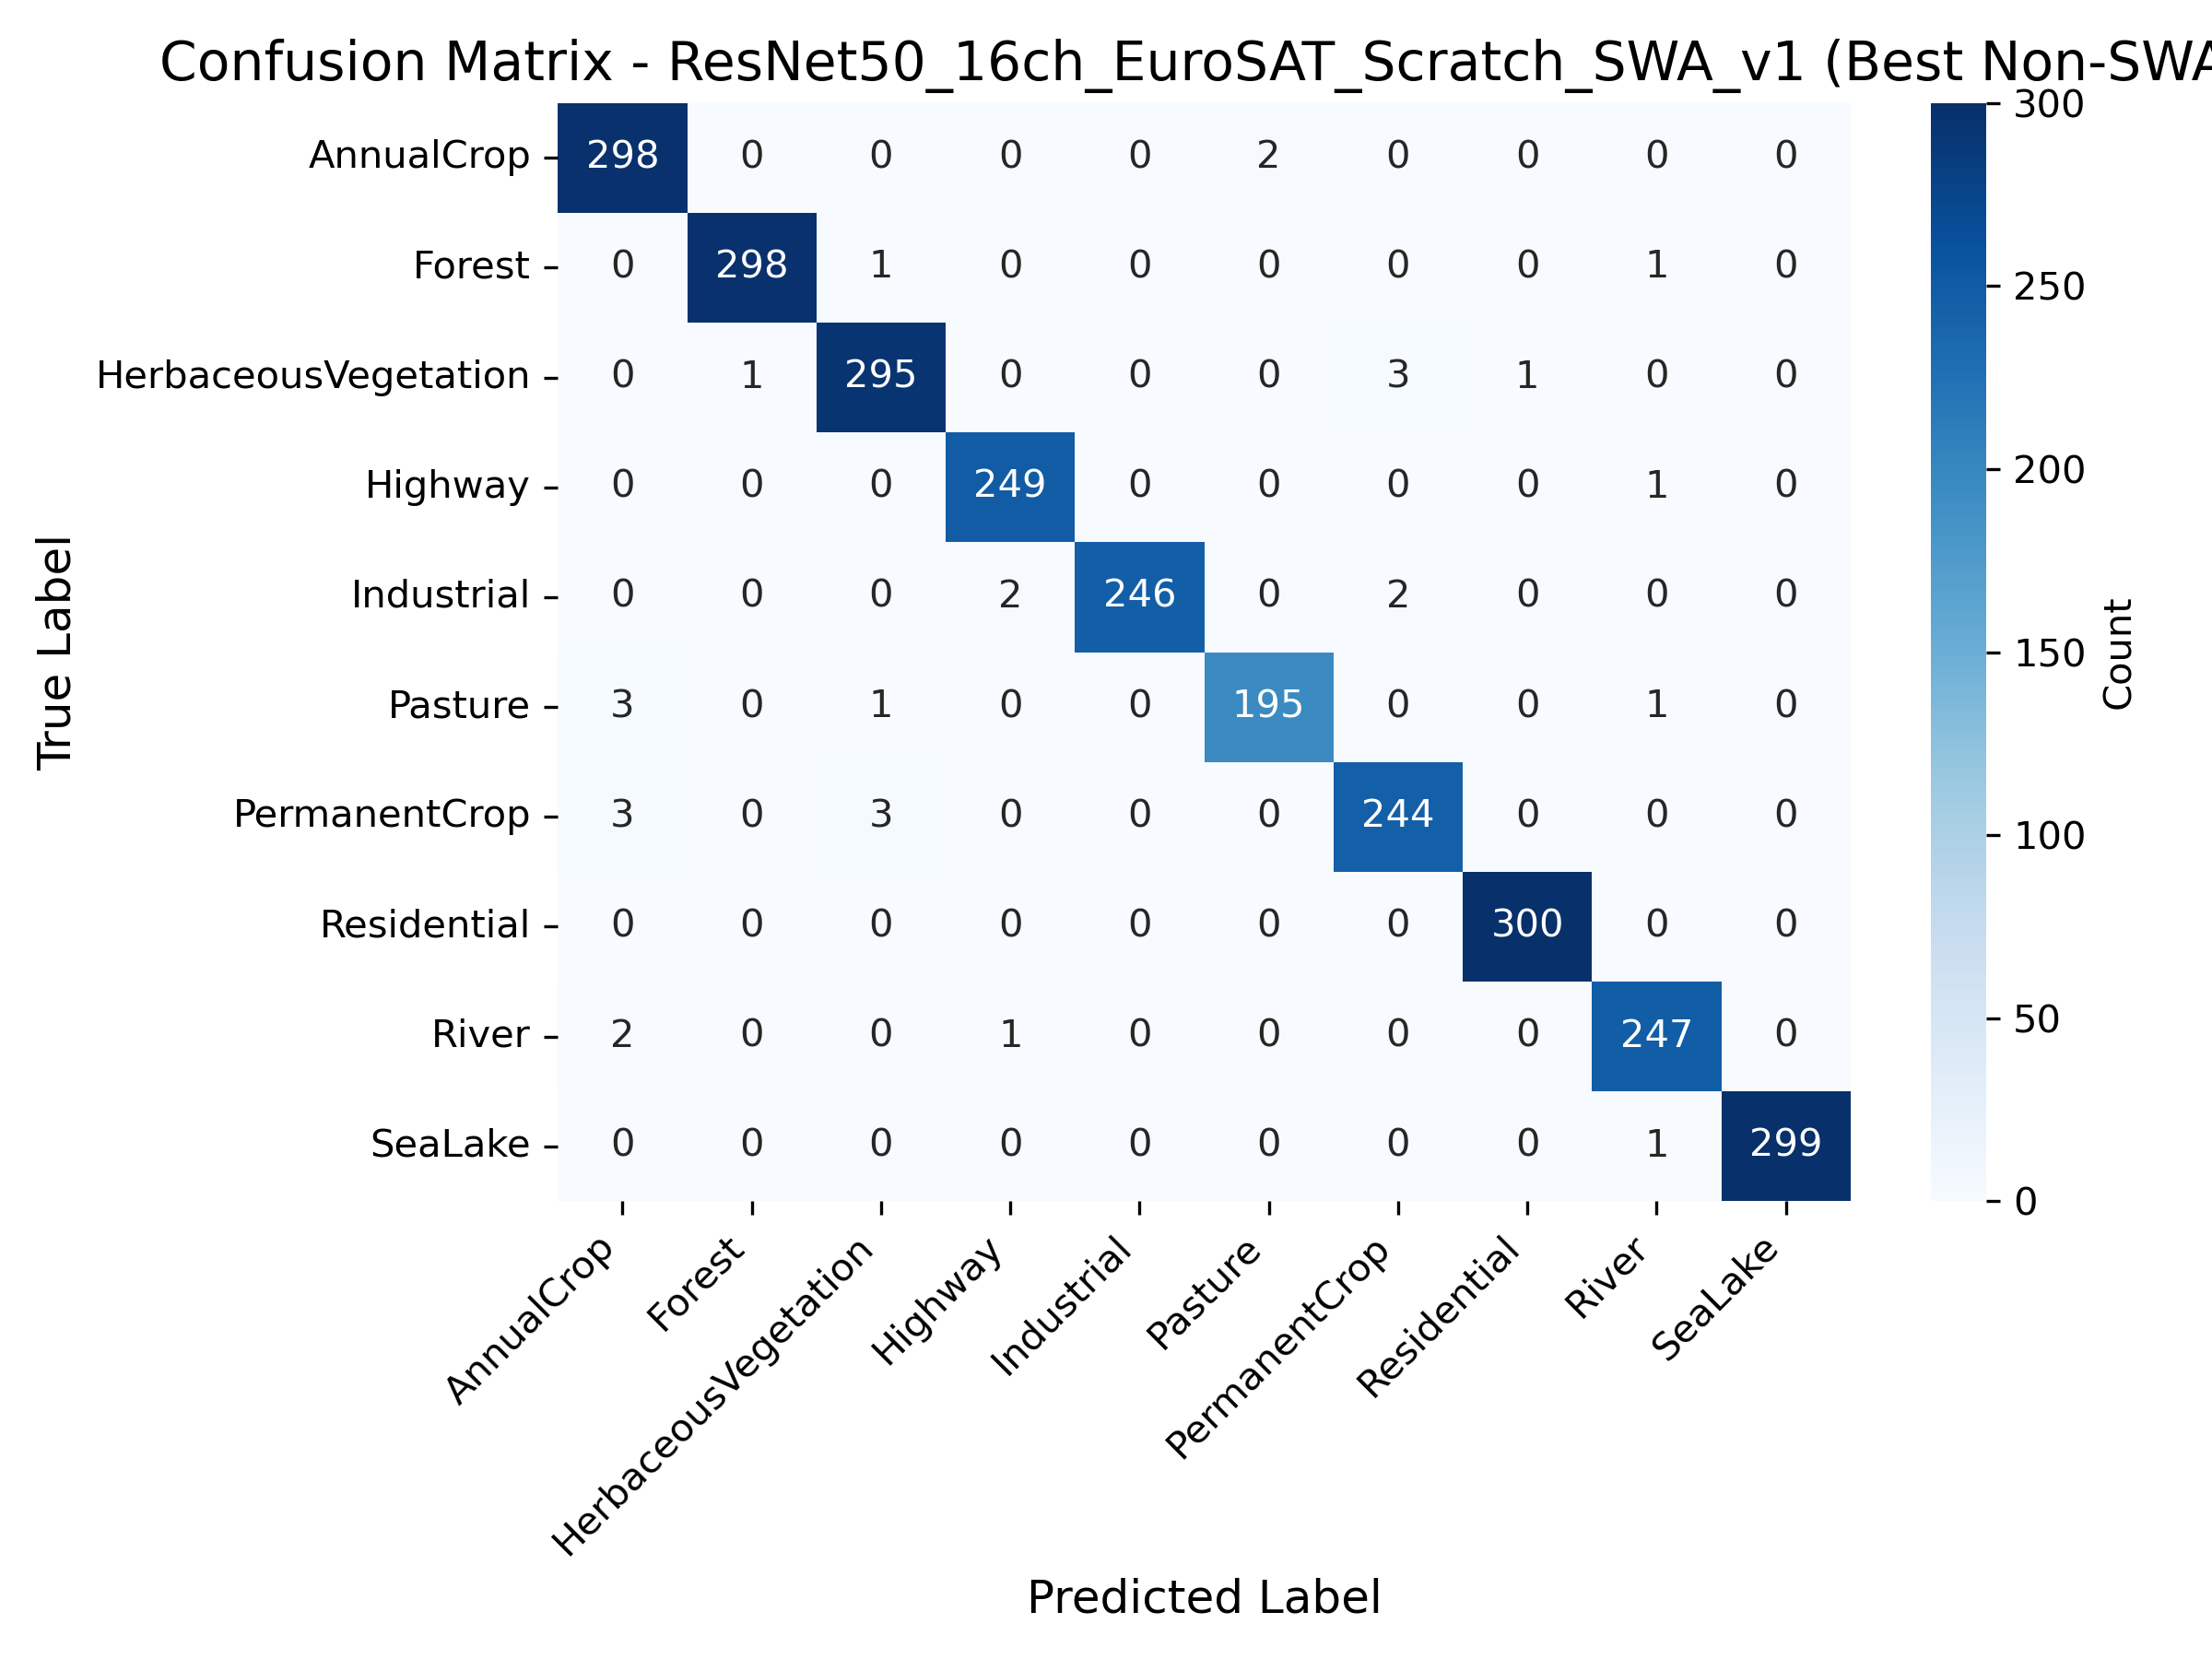 Confusion Matrix - ResNet50_16ch_EuroSAT_Scratch_SWA_v1 (Best Non-SWA
300
AnnualCrop 298 0 0 0 0 2 0 0 0 0
Forest 0 298 1 0 0 0 0 0 1 0
250
HerbaceousVegetation 0 1 295 0 0 0 3 1 0 0
200
Highway 0 0 0 249 0 0 0 0 1 0
Industrial 0 0 0 2 246 0 2 0 0 0
150
Pasture 3 0 1 0 0 195 0 0 1 0
PermanentCrop 3 0 3 0 0 0 244 0 0 0
100
Residential 0 0 0 0 0 0 0 300 0 0
50
River 2 0 0 1 0 0 0 0 247 0
SeaLake 0 0 0 0 0 0 0 0 1 299
0
True Label
Count
AnnualCrop
Forest
HerbaceousVegetation
Highway
Industrial
Pasture
PermanentCrop
Residential
River
SeaLake
Predicted Label